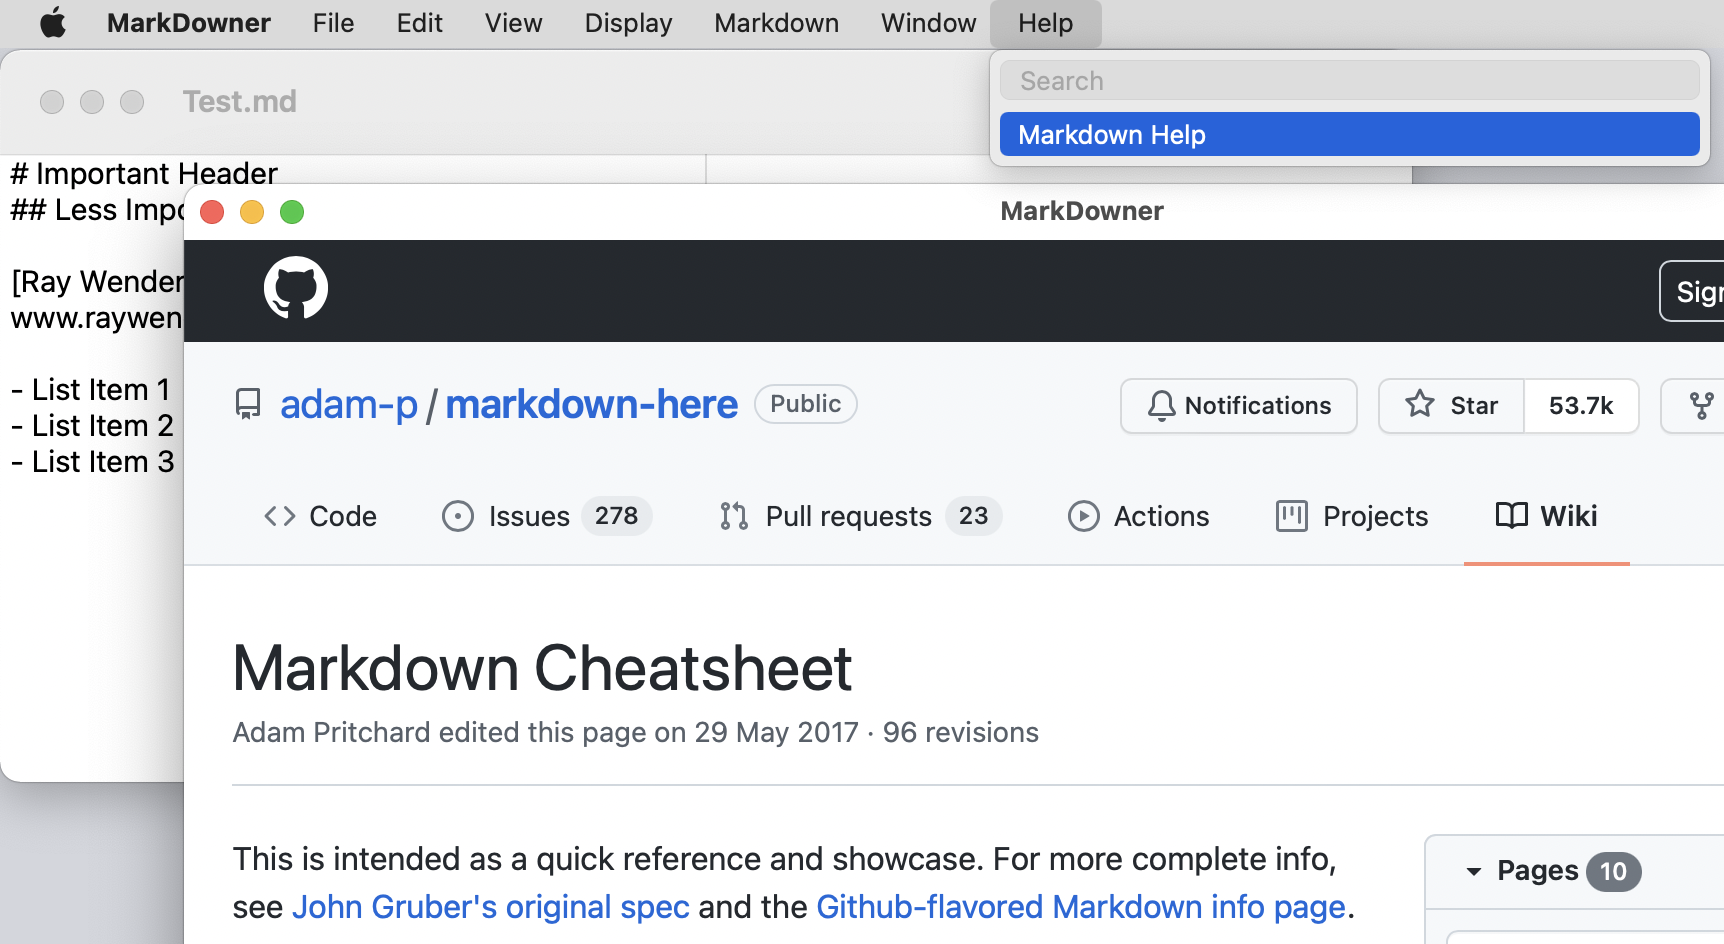 MarkDowner File Edit View Display Markdown Window Help
Search
Markdown Help
Test.md
# Important Header
## Less Impo
[Ray Wender
www.raywen
- List Item 1
- List Item 2
- List Item 3
MarkDowner
Sign
adam-p / markdown-here Public
Notifications Star 53.7k
Code Issues 278 Pull requests 23 Actions Projects Wiki
Markdown Cheatsheet
Adam Pritchard edited this page on 29 May 2017 · 96 revisions
This is intended as a quick reference and showcase. For more complete info,
see John Gruber's original spec and the Github-flavored Markdown info page.
Pages 10